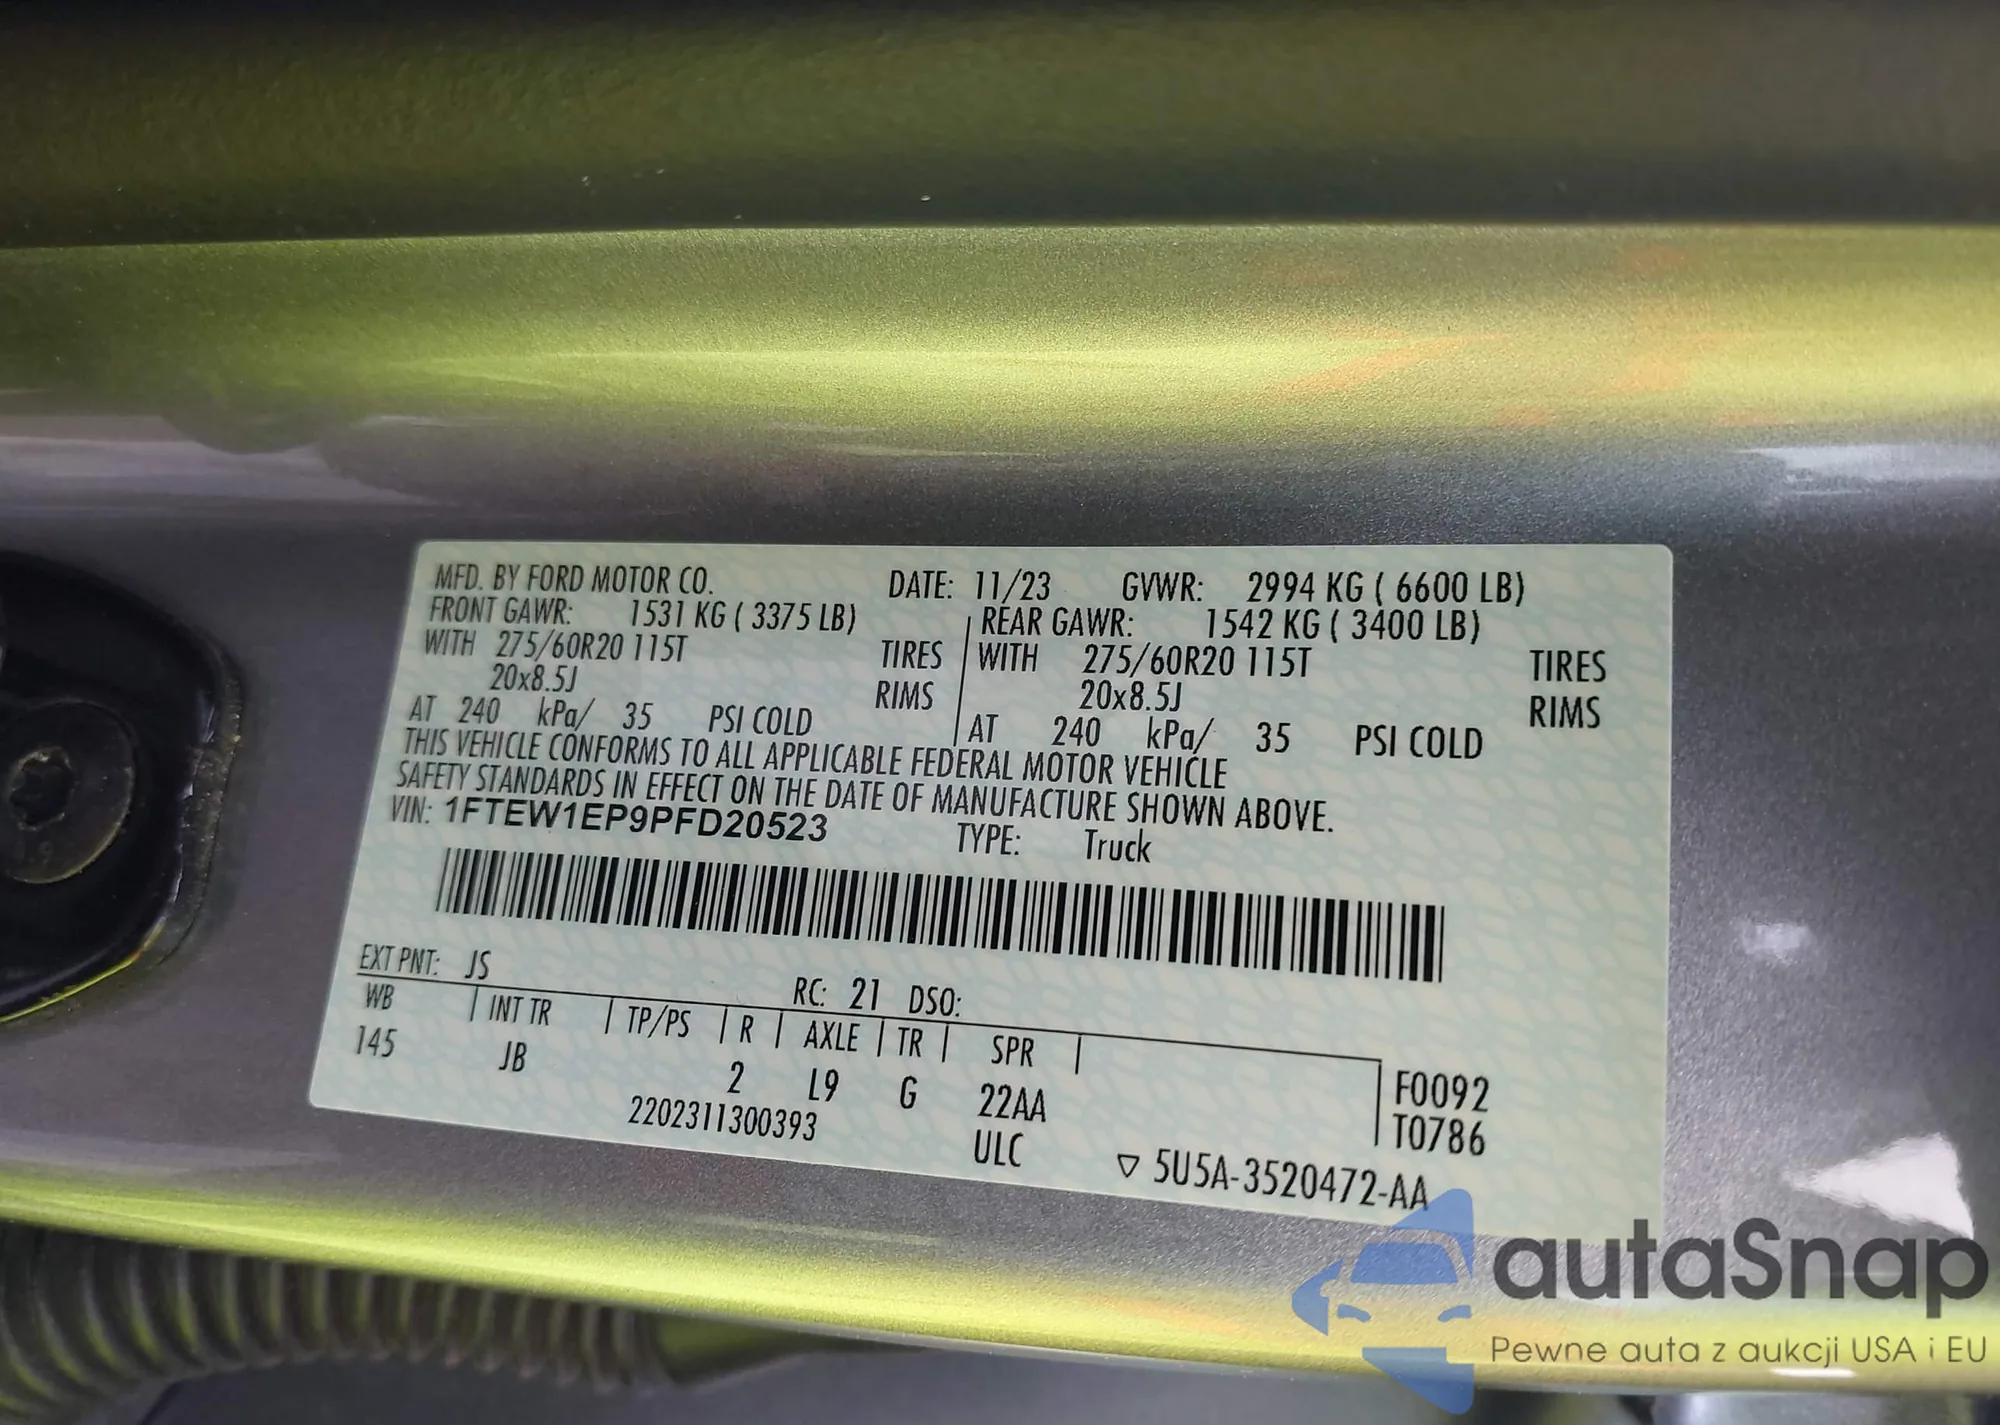 MFD. BY FORD MOTOR CO. DATE: 11/23 GVWR: 2994 KG ( 6600 LB)
FRONT GAWR: 1531 KG ( 3375 LB) REAR GAWR: 1542 KG ( 3400 LB)
WITH 275/60R20 115T TIRES WITH 275/60R20 115T TIRES
20x8.5J RIMS 20x8.5J RIMS
AT 240 kPa/ 35 PSI COLD AT 240 kPa/ 35 PSI COLD
THIS VEHICLE CONFORMS TO ALL APPLICABLE FEDERAL MOTOR VEHICLE
SAFETY STANDARDS IN EFFECT ON THE DATE OF MANUFACTURE SHOWN ABOVE.
VIN: 1FTEW1EP9PFD20523 TYPE: Truck
EXT PNT: JS RC: 21 DSO:
WB | INT TR | TP/PS | R | AXLE | TR | SPR |
145 JB 2 L9 G 22AA F0092
2202311300393 ULC T0786
▽ 5U5A-3520472-AA
autaSnap
Pewne auta z aukcji USA i EU